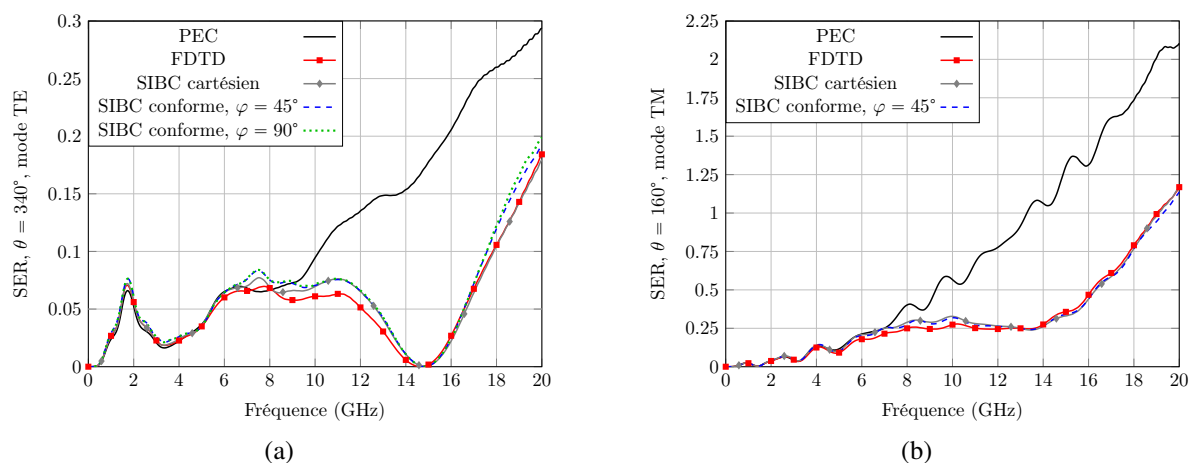 SER, θ = 340°, mode TE
0.3
0.25
0.2
0.15
0.1
0.05
0
PEC
FDTD
SIBC cartésien
SIBC conforme, φ = 45°
SIBC conforme, φ = 90°
0 2 4 6 8 10 12 14 16 18 20
Fréquence (GHz)
(a)
SER, θ = 160°, mode TM
2.25
2
1.75
1.5
1.25
1
0.75
0.5
0.25
0
PEC
FDTD
SIBC cartésien
SIBC conforme, φ = 45°
0 2 4 6 8 10 12 14 16 18 20
Fréquence (GHz)
(b)